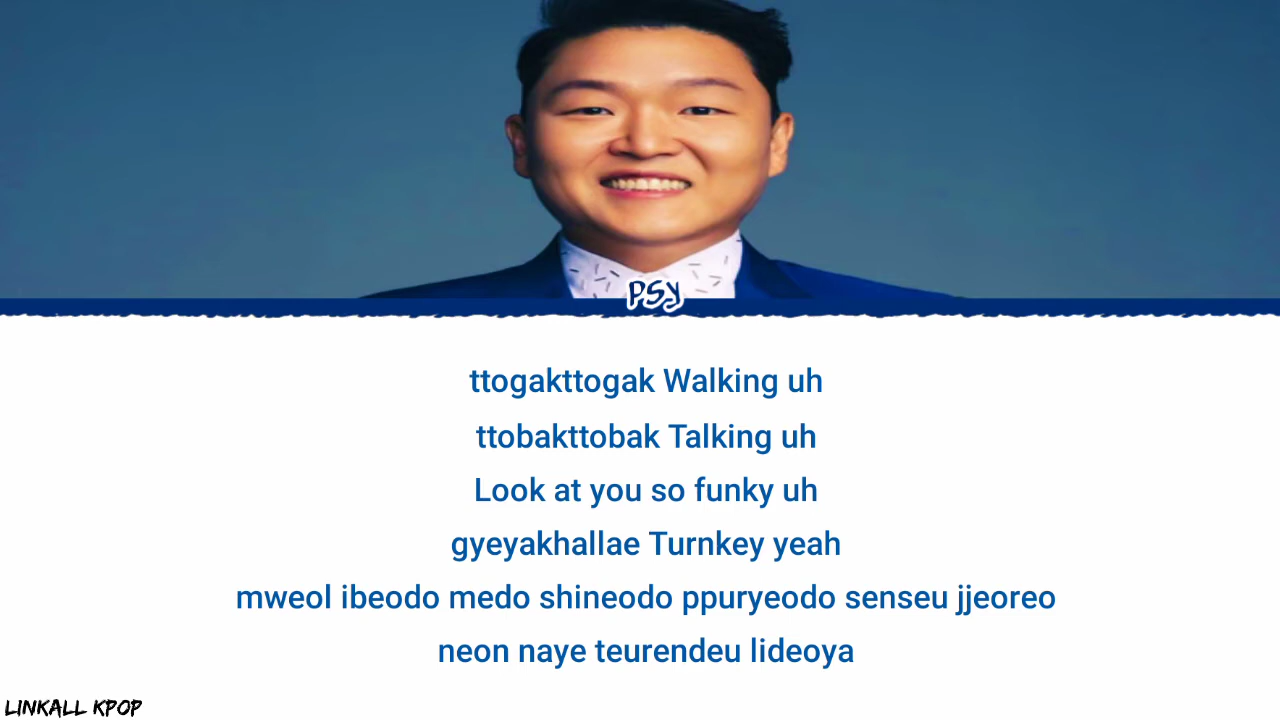 PSY
ttogakttogak Walking uh
ttobakttobak Talking uh
Look at you so funky uh
gyeyakhallae Turnkey yeah
mweol ibeodo medo shineodo ppuryeodo senseu jjeoreo
neon naye teurendeu lideoya
LINKALL KPOP